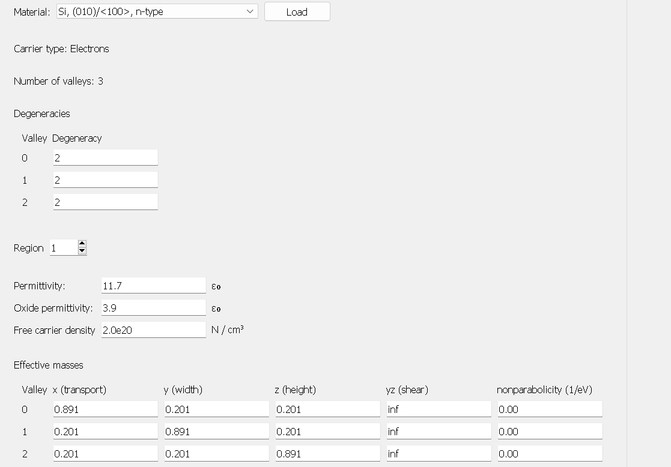 Material: Si, (010)/<100>, n-type Load
Carrier type: Electrons
Number of valleys: 3
Degeneracies
Valley Degeneracy
0 2
1 2
2 2
Region 1
Permittivity: 11.7 ε₀
Oxide permittivity: 3.9 ε₀
Free carrier density 2.0e20 N / cm³
Effective masses
Valley x (transport) y (width) z (height) yz (shear) nonparabolicity (1/eV)
0 0.891 0.201 0.201 inf 0.00
1 0.201 0.891 0.201 inf 0.00
2 0.201 0.201 0.891 inf 0.00